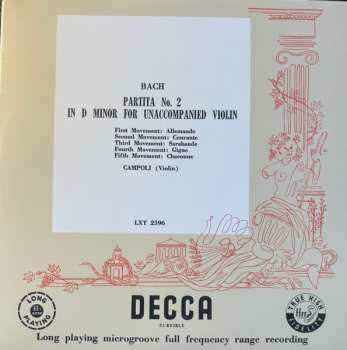 BACH
PARTITA No. 2
IN D MINOR FOR UNACCOMPANIED VIOLIN
First Movement: Allemande
Second Movement: Courante
Third Movement: Sarabande
Fourth Movement: Gigue
Fifth Movement: Chaconne
CAMPOLI (Violin)
LXT 2596
LONG
PLAYING
TRUE HIGH
FIDELITY
DECCA
FLEXIBLE
Long playing microgroove full frequency range recording